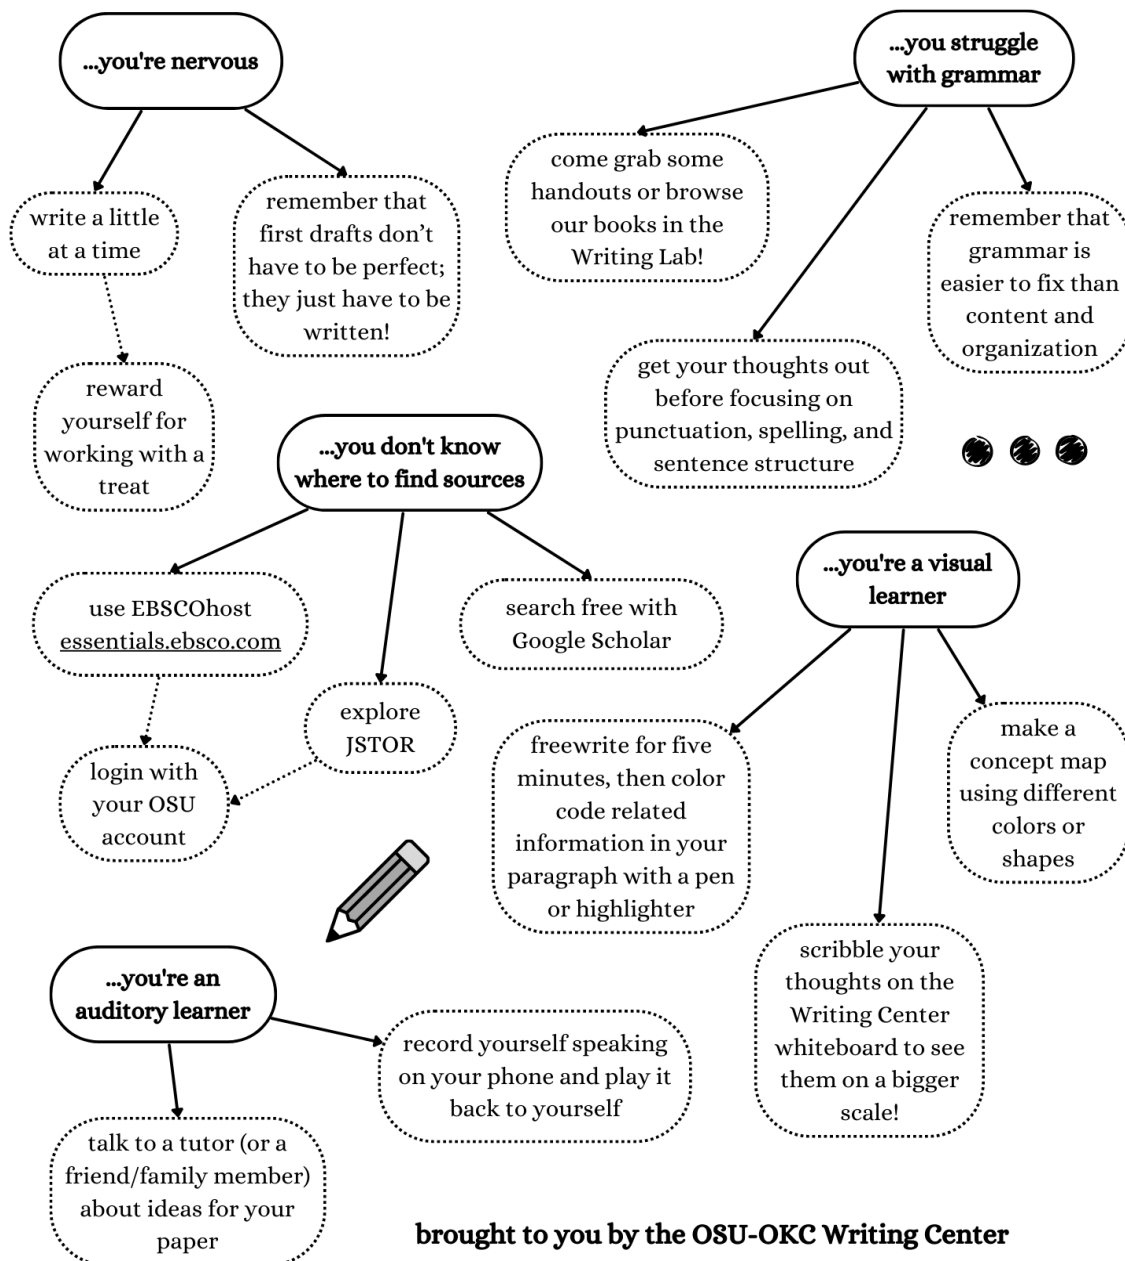 ...you're nervous
write a little
at a time
reward
yourself for
working with a
treat
remember that
first drafts don’t
have to be perfect;
they just have to be
written!
...you struggle
with grammar
come grab some
handouts or browse
our books in the
Writing Lab!
get your thoughts out
before focusing on
punctuation, spelling, and
sentence structure
remember that
grammar is
easier to fix than
content and
organization
...you don't know
where to find sources
use EBSCOhost
essentials.ebsco.com
login with
your OSU
account
explore
JSTOR
search free with
Google Scholar
...you're a visual
learner
freewrite for five
minutes, then color
code related
information in your
paragraph with a pen
or highlighter
scribble your
thoughts on the
Writing Center
whiteboard to see
them on a bigger
scale!
make a
concept map
using different
colors or
shapes
...you're an
auditory learner
talk to a tutor (or a
friend/family member)
about ideas for your
paper
record yourself speaking
on your phone and play it
back to yourself
brought to you by the OSU-OKC Writing Center